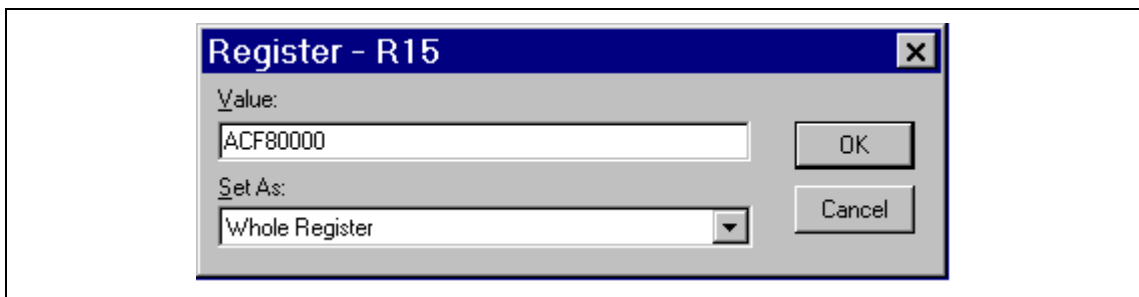 Register - R15
Value:
ACF80000
OK
Set As:
Whole Register
Cancel